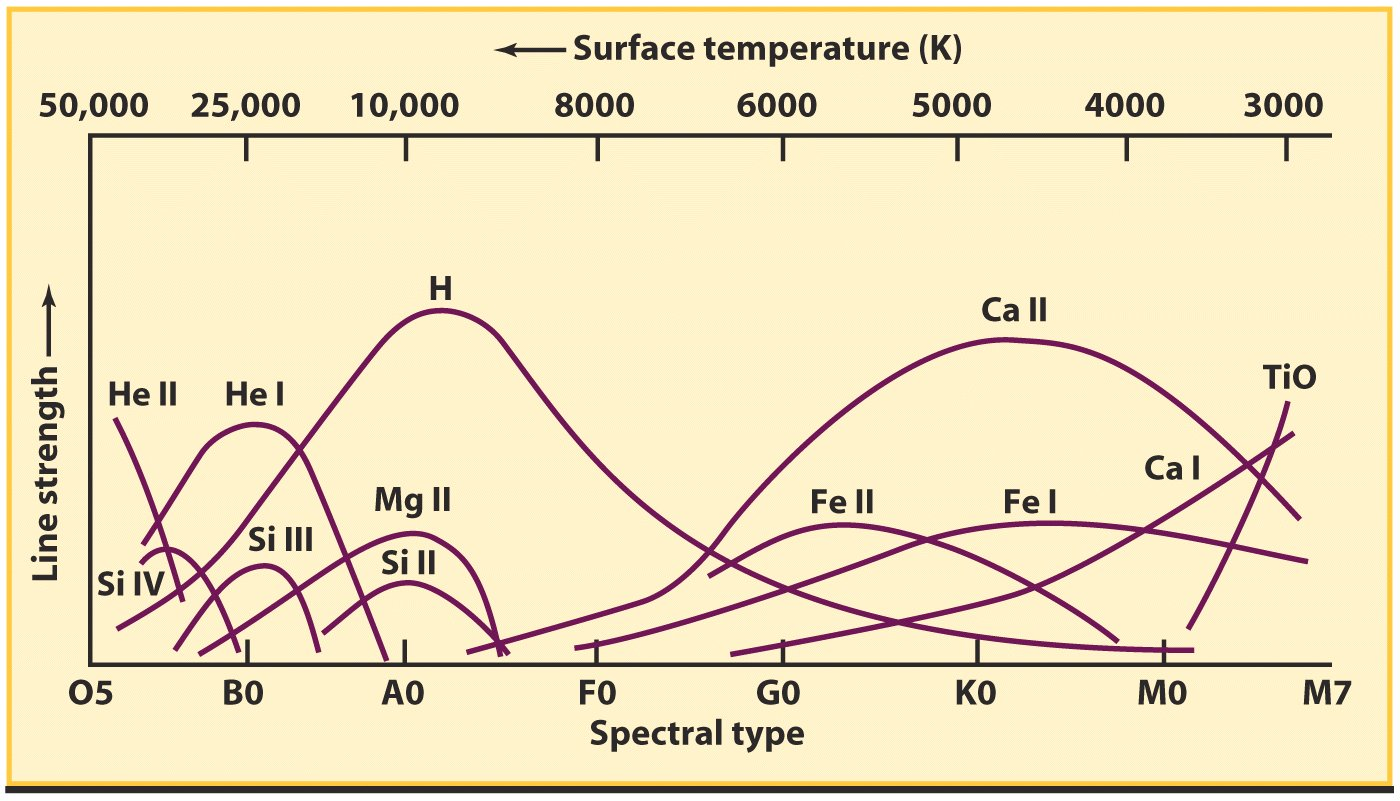 ← Surface temperature (K)
50,000 25,000 10,000 8000 6000 5000 4000 3000
H
Ca II
TiO
He II He I
Ca I
Mg II Fe II Fe I
Si III
Si II
Si IV
Line strength →
O5 B0 A0 F0 G0 K0 M0 M7
Spectral type